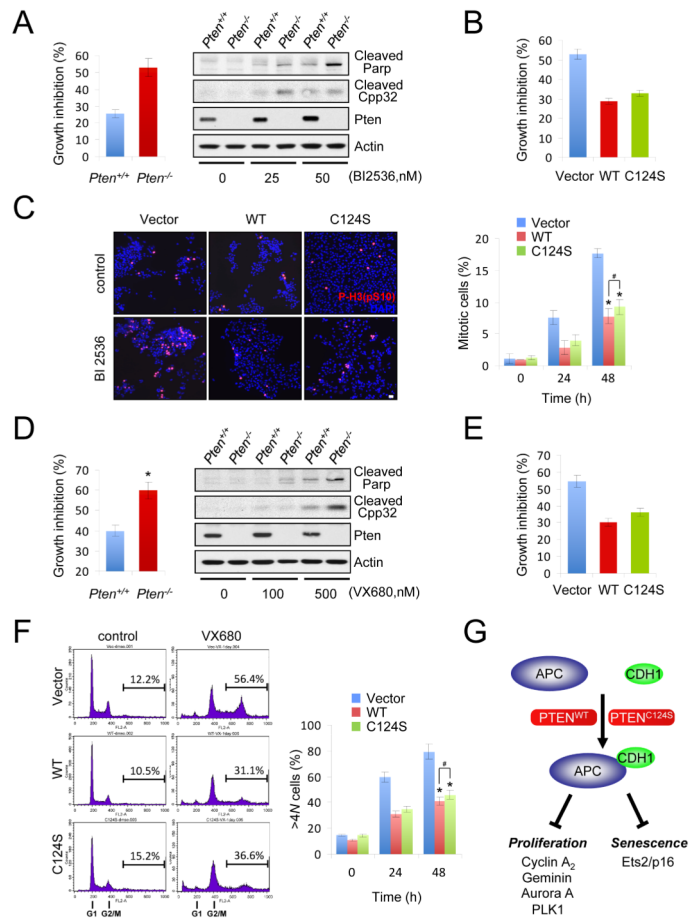 A
Growth inhibition (%)
60
50
40
30
20
10
0
Pten+/+ Pten-/-
Pten+/+ Pten-/- Pten+/+ Pten-/- Pten+/+ Pten-/-
Cleaved
Parp
Cleaved
Cpp32
Pten
Actin
0 25 50 (BI2536,nM)
B
Growth inhibition (%)
60
50
40
30
20
10
0
Vector WT C124S
C
Vector WT C124S
control
P-H3(pS10)
BI 2536
Vector
WT
C124S
Mitotic cells (%)
20
15
10
5
0
#
* *
0 24 48
Time (h)
D
Growth inhibition (%)
70
60
50
40
30
20
*
Pten+/+ Pten-/-
Pten+/+ Pten-/- Pten+/+ Pten-/- Pten+/+ Pten-/-
Cleaved
Parp
Cleaved
Cpp32
Pten
Actin
0 100 500 (VX680,nM)
E
Growth inhibition (%)
70
60
50
40
30
20
10
0
Vector WT C124S
F
control VX680
Vector
12.2% 56.4%
WT
10.5% 31.1%
C124S
15.2% 36.6%
FL2-A FL2-A
G1 G2/M G1 G2/M
Vector
WT
C124S
>4N cells (%)
100
80
60
40
20
0
#
* *
0 24 48
Time (h)
G
APC CDH1
PTENWT PTENC124S
APC CDH1
Proliferation Senescence
Cyclin A2 Ets2/p16
Geminin
Aurora A
PLK1